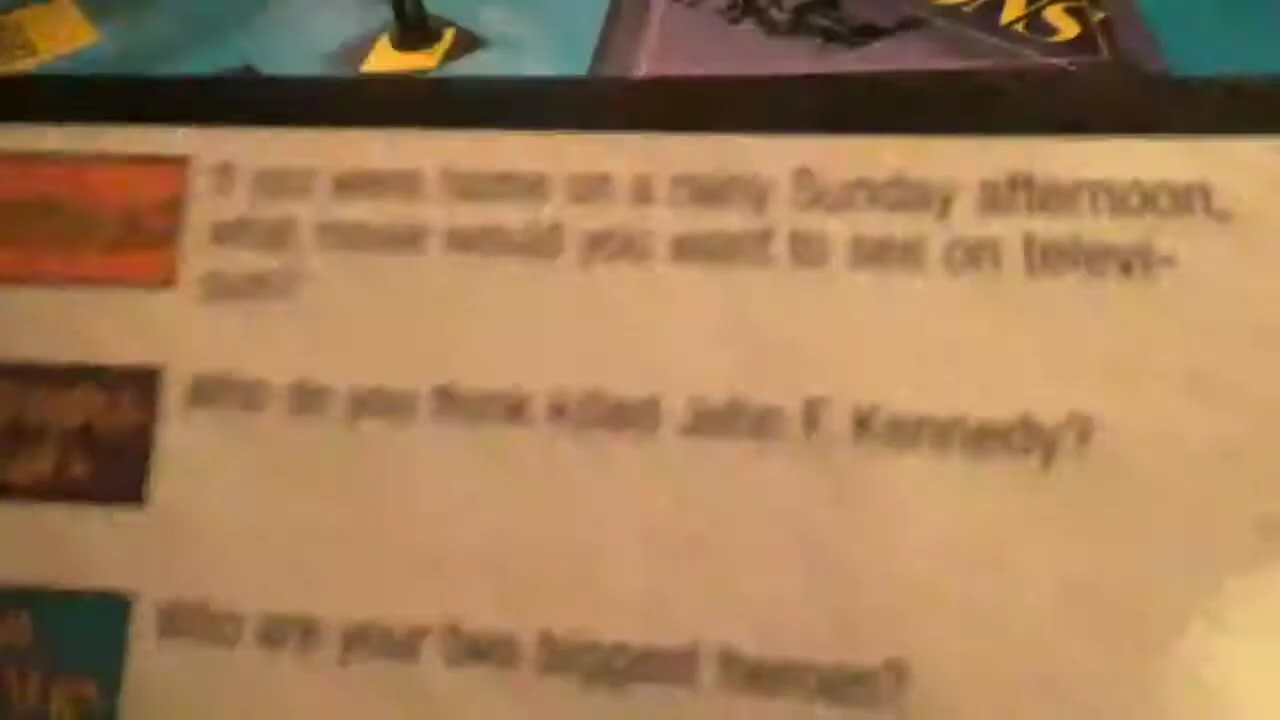 NS
If you were home on a rainy Sunday afternoon,
what movie would you want to see on televi-
sion?
Who do you think killed John F. Kennedy?
Who are your two biggest heroes?